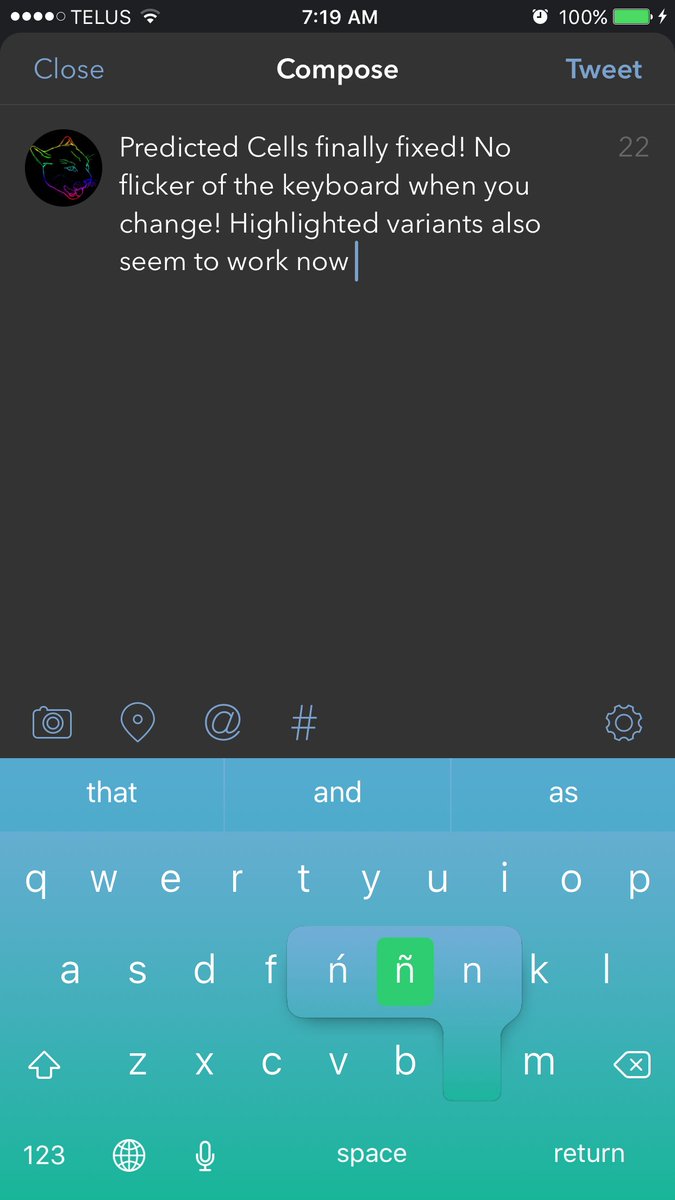 TELUS 7:19 AM 100%
Close Compose Tweet
Predicted Cells finally fixed! No 22
flicker of the keyboard when you
change! Highlighted variants also
seem to work now
@ #
that and as
q w e r t y u i o p
a s d f ń ñ n k l
z x c v b m
123 space return